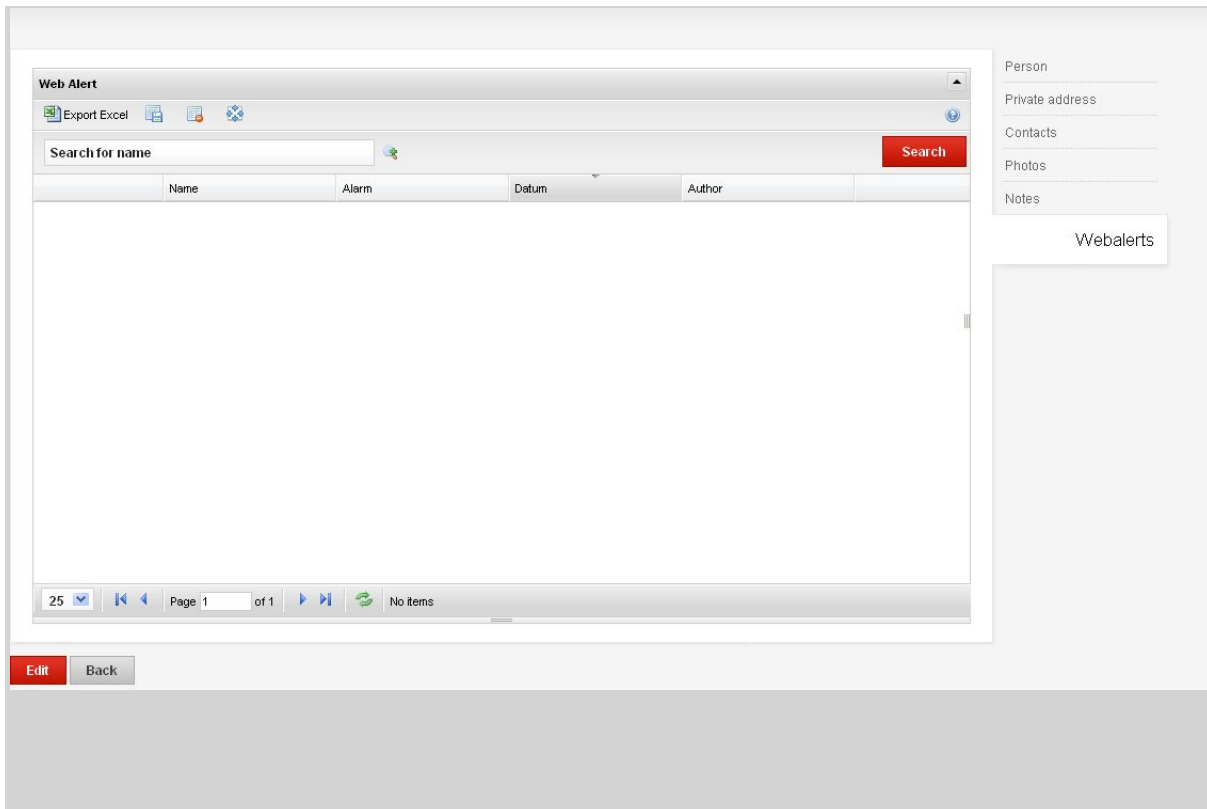 Web Alert
Export Excel
Search for name
Search
Name Alarm Datum Author
25 Page 1 of 1 No items
Edit Back
Person
Private address
Contacts
Photos
Notes
Webalerts